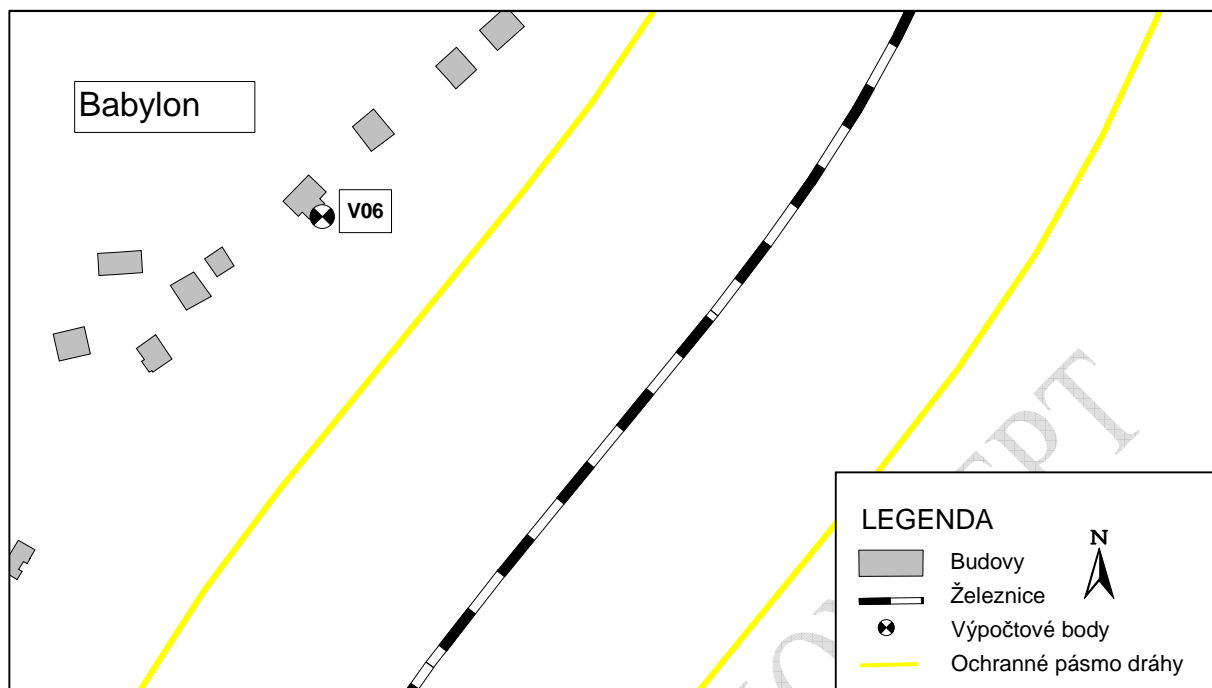 Babylon
V06
LEGENDA
N
Budovy
Železnice
Výpočtové body
Ochranné pásmo dráhy